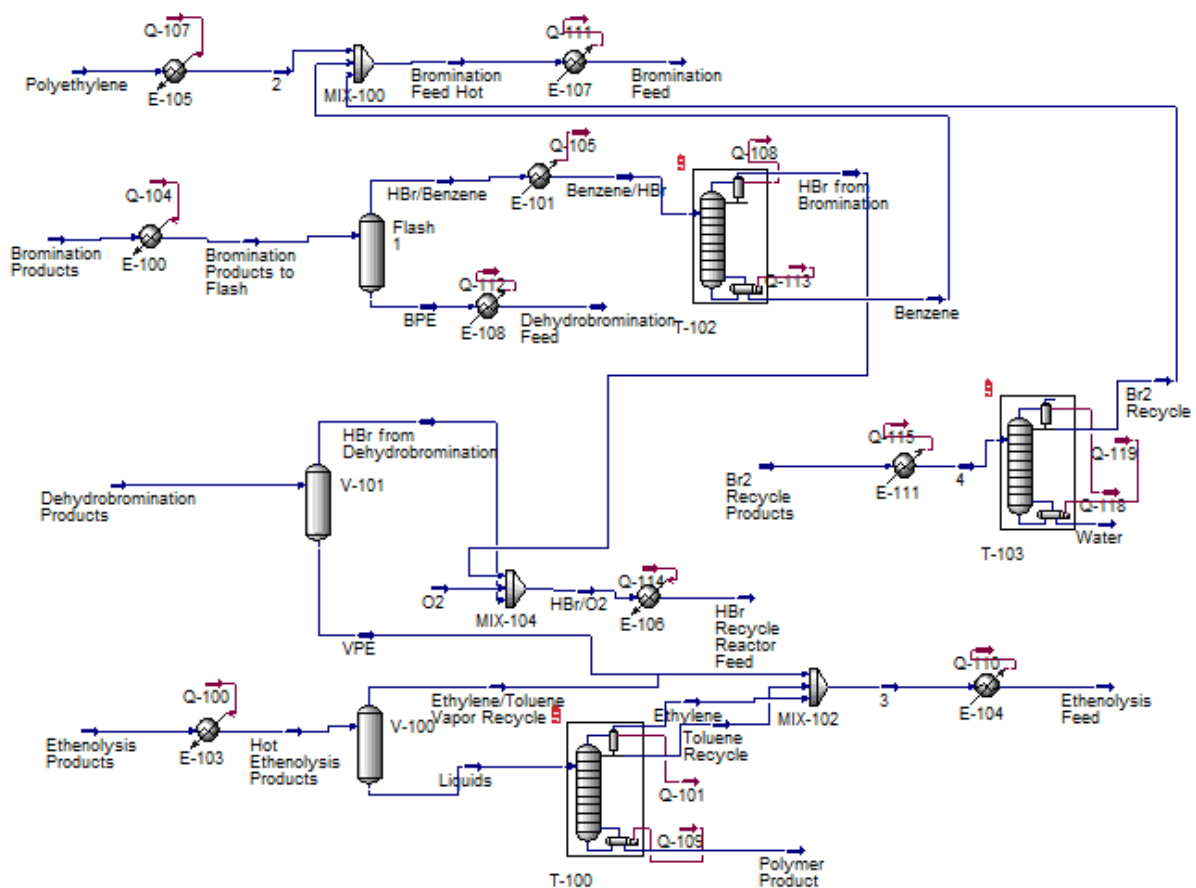 Q-107
Q-111
Polyethylene
E-105
2
MIX-100
Bromination
Feed Hot
E-107
Bromination
Feed
Q-104
Q-105
Q-108
HBr/Benzene
E-101
Benzene/HBr
HBr from
Bromination
Bromination
Products
E-100
Bromination
Products to
Flash
Flash
1
Q-112
BPE
E-108
Dehydrobromination
Feed
Q-113
T-102
Benzene
HBr from
Dehydrobromination
Br2
Recycle
Q-115
Q-119
Dehydrobromination
Products
V-101
Br2
Recycle
Products
E-111
4
Q-118
Water
T-103
O2
MIX-104
HBr/O2
Q-114
E-106
HBr
Recycle
Reactor
Feed
VPE
Q-100
Ethylene/Toluene
Vapor Recycle
Ethylene
MIX-102
3
Q-110
E-104
Ethenolysis
Feed
Ethenolysis
Products
E-103
Hot
Ethenolysis
Products
V-100
Toluene
Recycle
Liquids
Q-101
Q-109
T-100
Polymer
Product